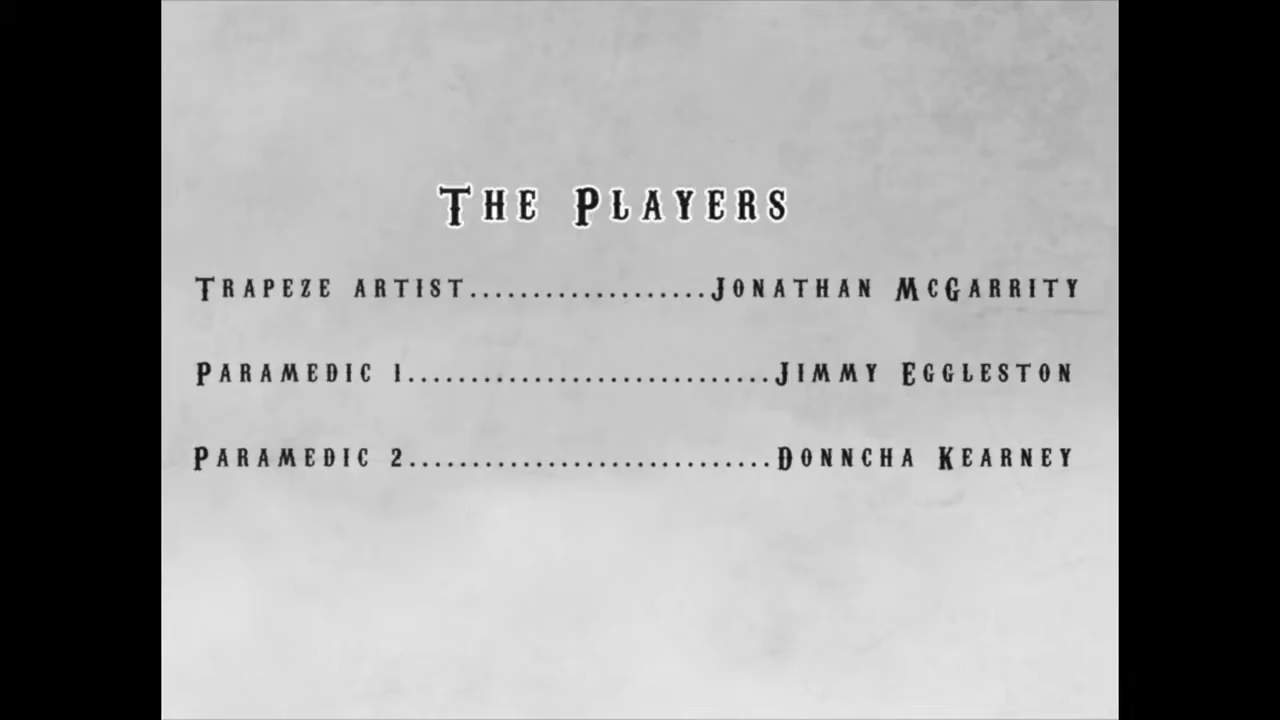 The Players
Trapeze artist...................Jonathan McGarrity
Paramedic 1.............................Jimmy Eggleston
Paramedic 2.............................Donncha Kearney